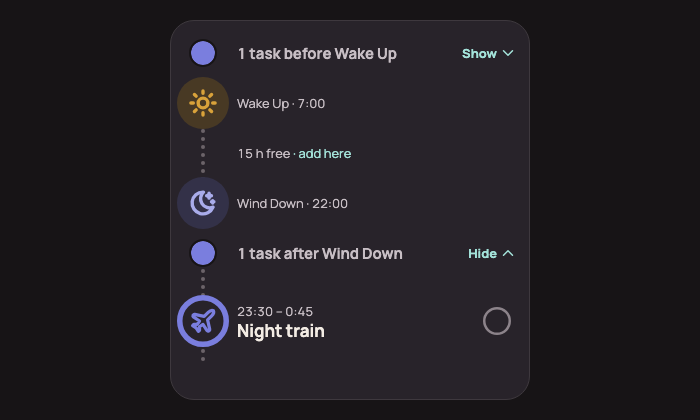 1 task before Wake Up
Show
Wake Up · 7:00
15 h free · add here
Wind Down · 22:00
1 task after Wind Down
Hide
23:30 – 0:45
Night train